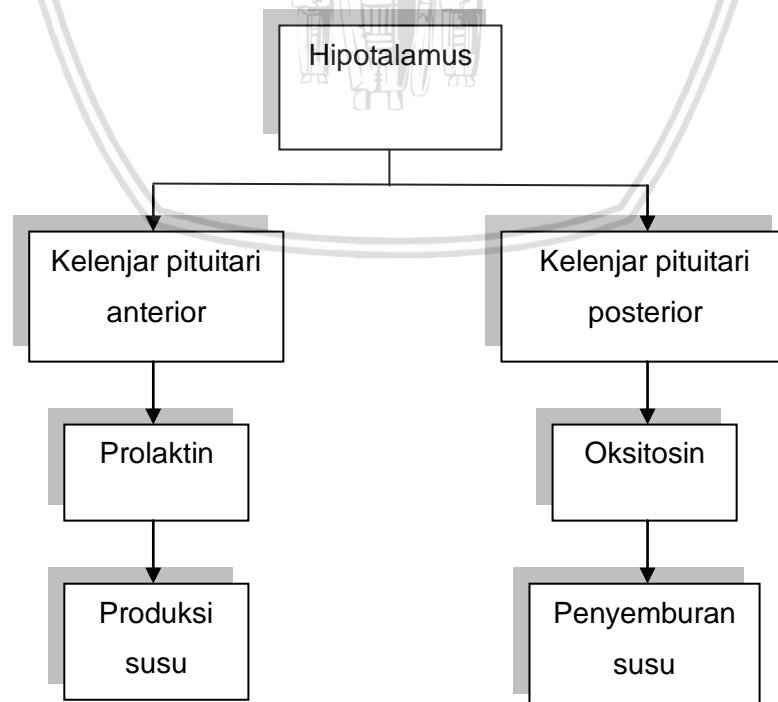 Hipotalamus
Kelenjar pituitari
anterior
Kelenjar pituitari
posterior
Prolaktin
Oksitosin
Produksi
susu
Penyemburan
susu